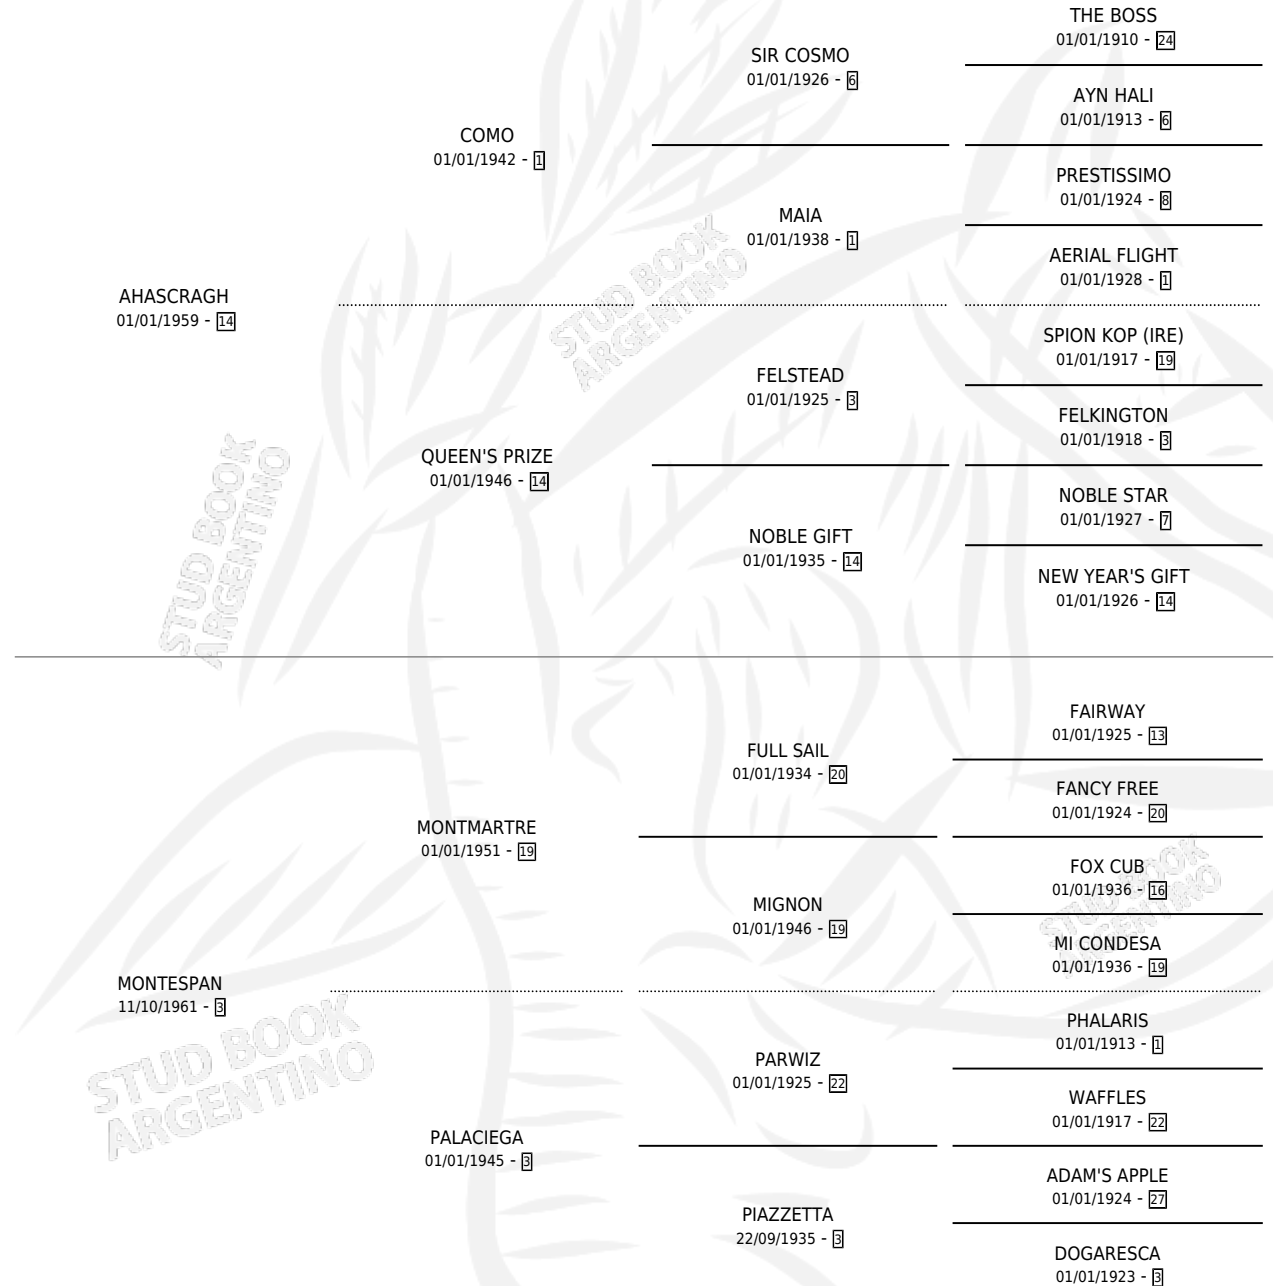 THE BOSS
01/01/1910 - 24
SIR COSMO
01/01/1926 - 6
AYN HALI
01/01/1913 - 6
COMO
01/01/1942 - 1
PRESTISSIMO
01/01/1924 - 8
MAIA
01/01/1938 - 1
AERIAL FLIGHT
01/01/1928 - 1
AHASCRAGH
01/01/1959 - 14
STUD BOOK
ARGENTINO
SPION KOP (IRE)
01/01/1917 - 19
FELSTEAD
01/01/1925 - 3
FELKINGTON
01/01/1918 - 3
QUEEN'S PRIZE
01/01/1946 - 14
NOBLE STAR
01/01/1927 - 7
NOBLE GIFT
01/01/1935 - 14
NEW YEAR'S GIFT
01/01/1926 - 14
STUD BOOK
ARGENTINO
FAIRWAY
01/01/1925 - 13
FULL SAIL
01/01/1934 - 20
FANCY FREE
01/01/1924 - 20
MONTMARTRE
01/01/1951 - 19
FOX CUB
01/01/1936 - 16
MIGNON
01/01/1946 - 19
STUD BOOK
ARGENTINO
MI CONDESA
01/01/1936 - 19
MONTESPAN
11/10/1961 - 3
PHALARIS
01/01/1913 - 1
PARWIZ
01/01/1925 - 22
WAFFLES
01/01/1917 - 22
STUD BOOK
ARGENTINO
PALACIEGA
01/01/1945 - 3
ADAM'S APPLE
01/01/1924 - 27
PIAZZETTA
22/09/1935 - 3
DOGARESCA
01/01/1923 - 3